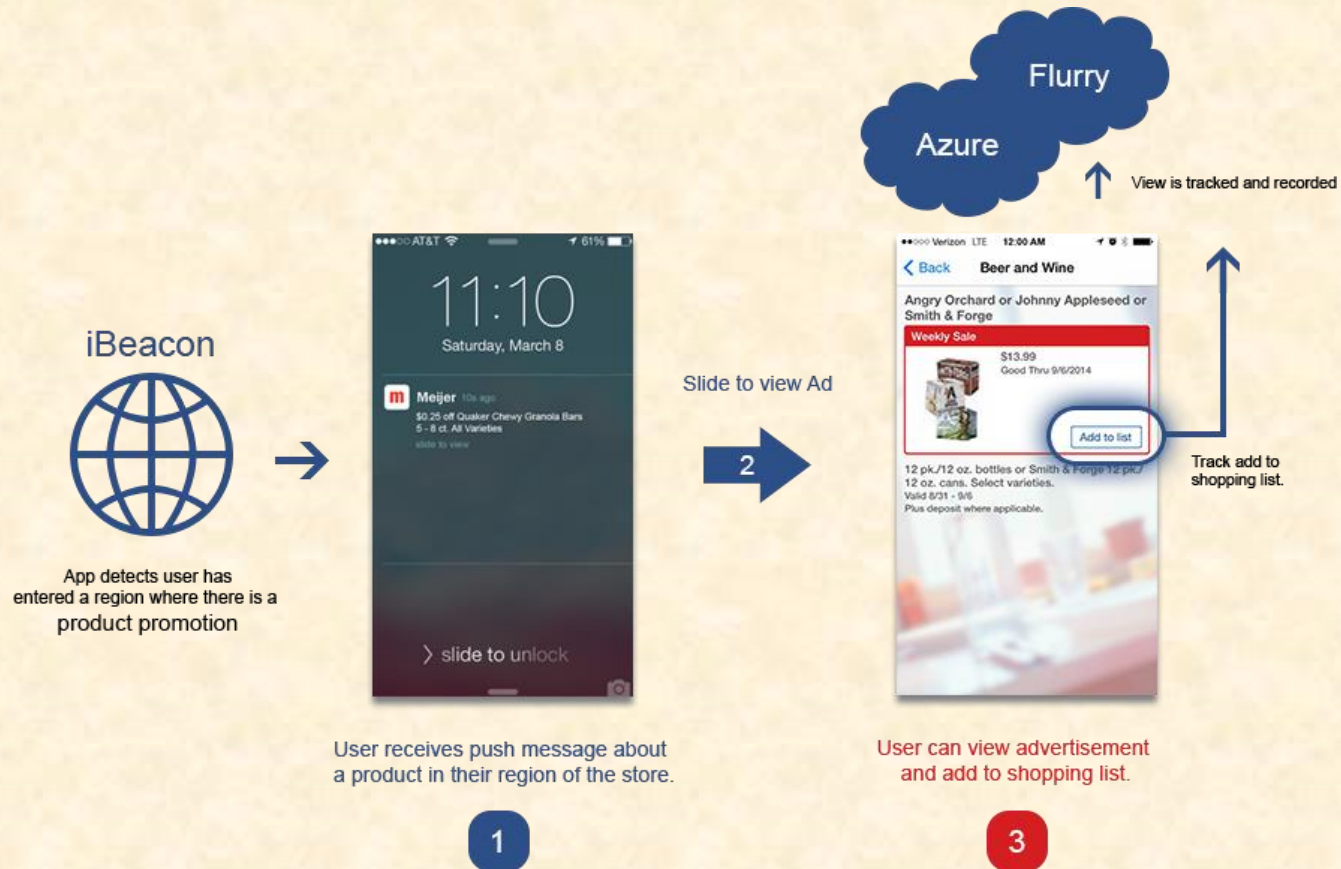 Flurry
Azure
View is tracked and recorded
iBeacon
App detects user has
entered a region where there is a
product promotion
AT&T
61%
11:10
Saturday, March 8
m
Meijer 10s ago
$0.25 off Quaker Chewy Granola Bars
5 - 8 ct. All Varieties
slide to view
> slide to unlock
User receives push message about
a product in their region of the store.
1
Slide to view Ad
2
Verizon LTE 12:00 AM
< Back Beer and Wine
Angry Orchard or Johnny Appleseed or
Smith & Forge
Weekly Sale
$13.99
Good Thru 9/6/2014
Add to list
12 pk./12 oz. bottles or Smith & Forge 12 pk./
12 oz. cans. Select varieties.
Valid 8/31 - 9/6
Plus deposit where applicable.
Track add to
shopping list.
User can view advertisement
and add to shopping list.
3